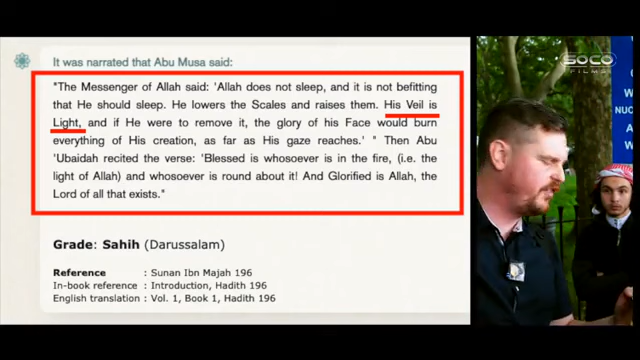 It was narrated that Abu Musa said:
"The Messenger of Allah said: 'Allah does not sleep, and it is not befitting
that He should sleep. He lowers the Scales and raises them. His Veil is
Light, and if He were to remove it, the glory of his Face would burn
everything of His creation, as far as His gaze reaches.' " Then Abu
'Ubaidah recited the verse: 'Blessed is whosoever is in the fire, (i.e. the
light of Allah) and whosoever is round about it! And Glorified is Allah, the
Lord of all that exists."
Grade: Sahih (Darussalam)
Reference : Sunan Ibn Majah 196
In-book reference : Introduction, Hadith 196
English translation : Vol. 1, Book 1, Hadith 196
SOCO
FILMS
W
NUC